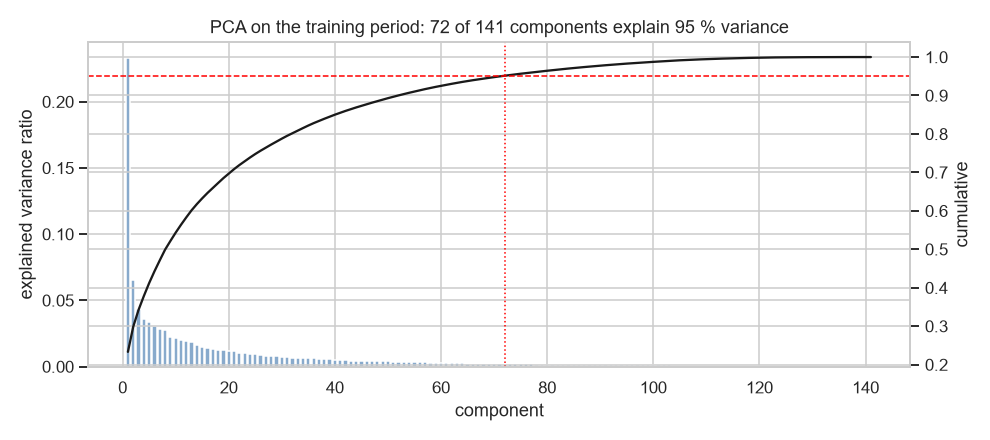 PCA on the training period: 72 of 141 components explain 95 % variance
explained variance ratio
0.20
0.15
0.10
0.05
0.00
1.0
0.9
0.8
0.7
0.6
0.5
0.4
0.3
0.2
cumulative
0 20 40 60 80 100 120 140
component